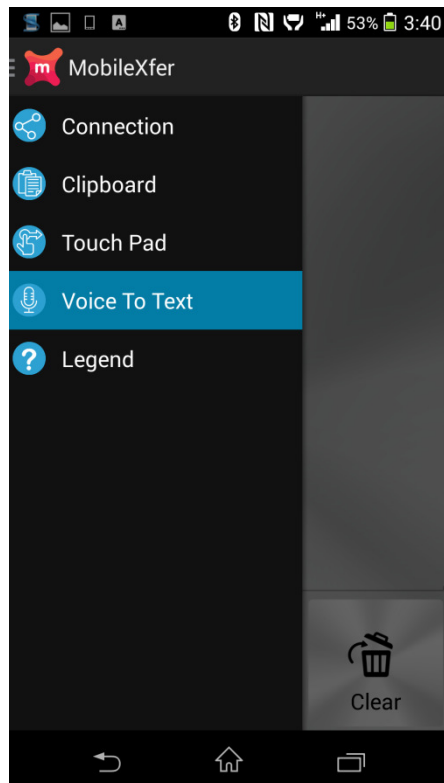 A H+ 53% 3:40
m MobileXfer
Connection
Clipboard
Touch Pad
Voice To Text
? Legend
Clear